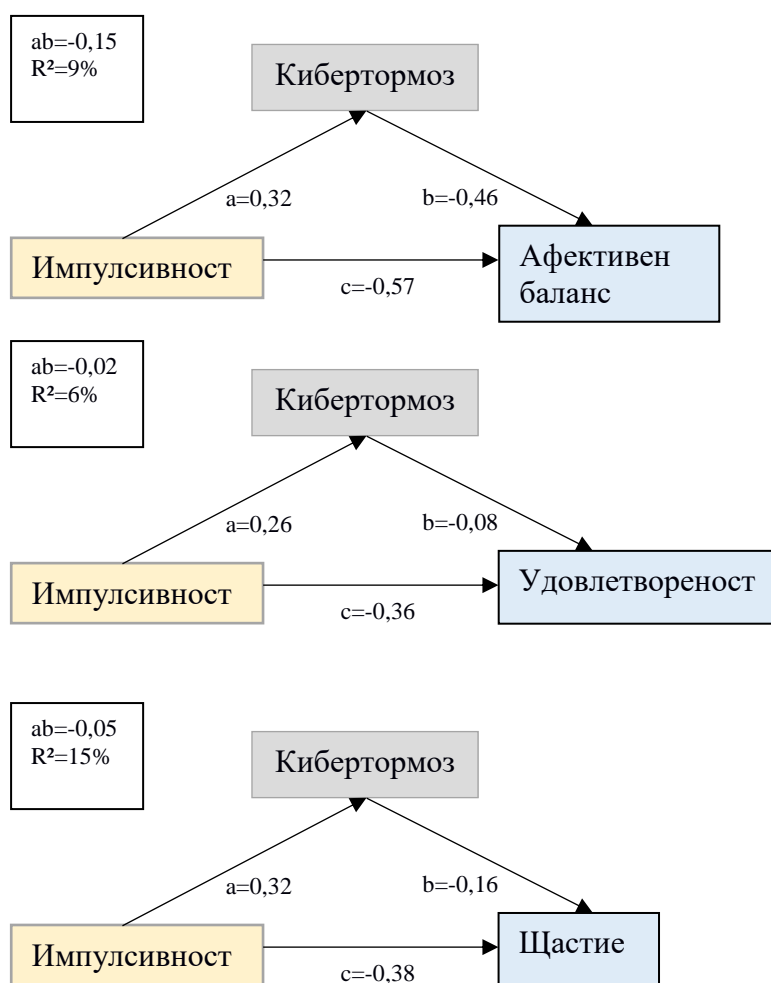 ab=-0,15
R²=9%
Кибертормоз
a=0,32
b=-0,46
Импулсивност
Афективен
баланс
c=-0,57
ab=-0,02
R²=6%
Кибертормоз
a=0,26
b=-0,08
Импулсивност
Удовлетвореност
c=-0,36
ab=-0,05
R²=15%
Кибертормоз
a=0,32
b=-0,16
Импулсивност
Щастие
c=-0,38